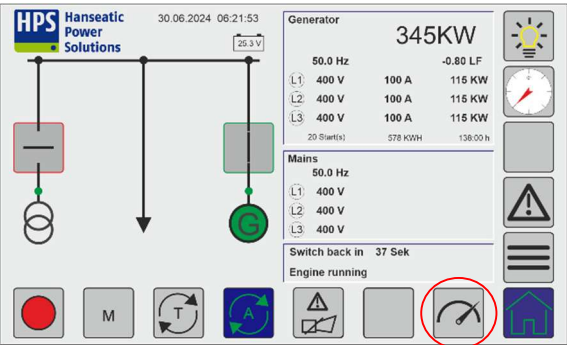 HPS Hanseatic
Power
Solutions
30.06.2024 06:21:53
25.3 V
Generator
345KW
50.0 Hz -0.80 LF
L1 400 V 100 A 115 KW
L2 400 V 100 A 115 KW
L3 400 V 100 A 115 KW
20 Start(s) 578 KWH 136:00 h
Mains
50.0 Hz
L1 400 V
L2 400 V
L3 400 V
Switch back in 37 Sek
Engine running
G
M
T
A